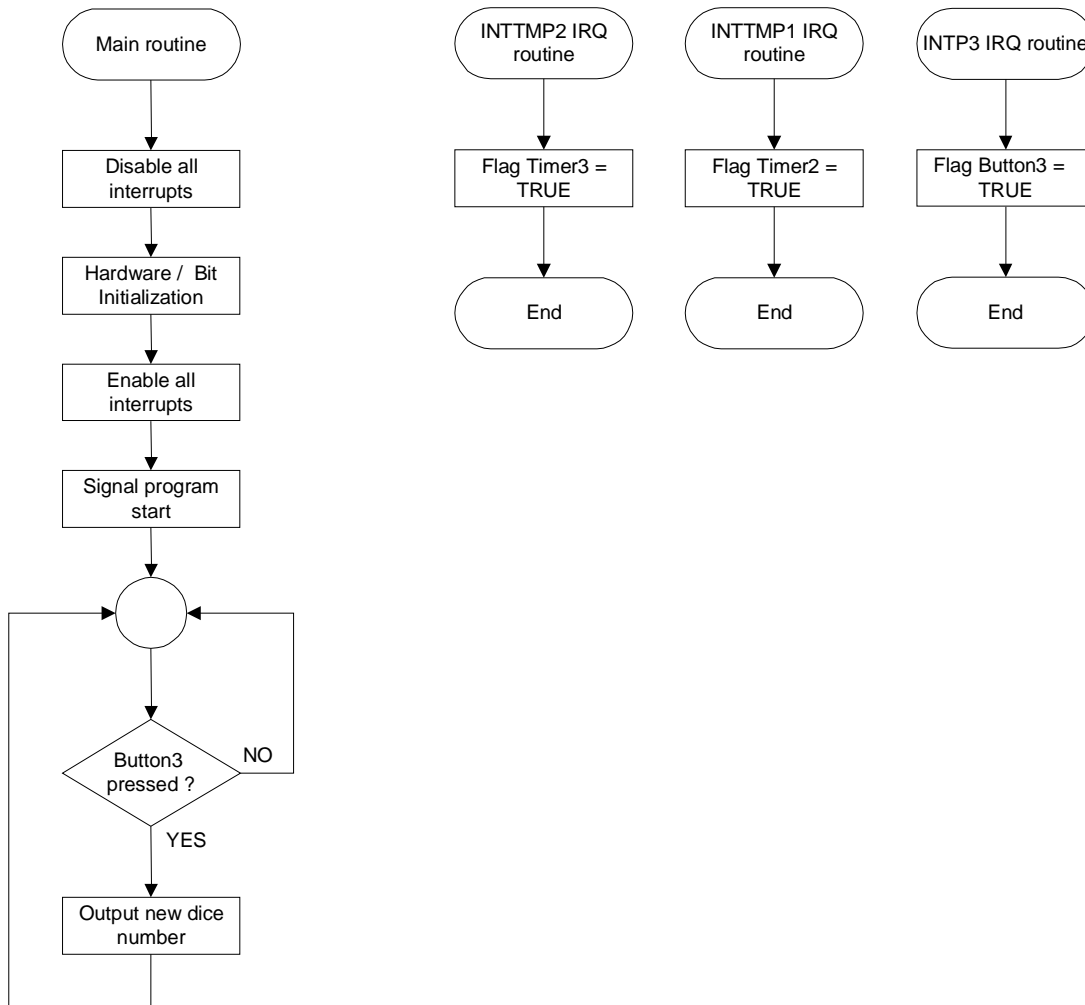 Main routine
Disable all
interrupts
Hardware /  Bit
Initialization
Enable all
interrupts
Signal program
start
Button3
pressed ?
NO
YES
Output new dice
number
INTTMP2 IRQ
routine
Flag Timer3 =
TRUE
End
INTTMP1 IRQ
routine
Flag Timer2 =
TRUE
End
INTP3 IRQ routine
Flag Button3 =
TRUE
End